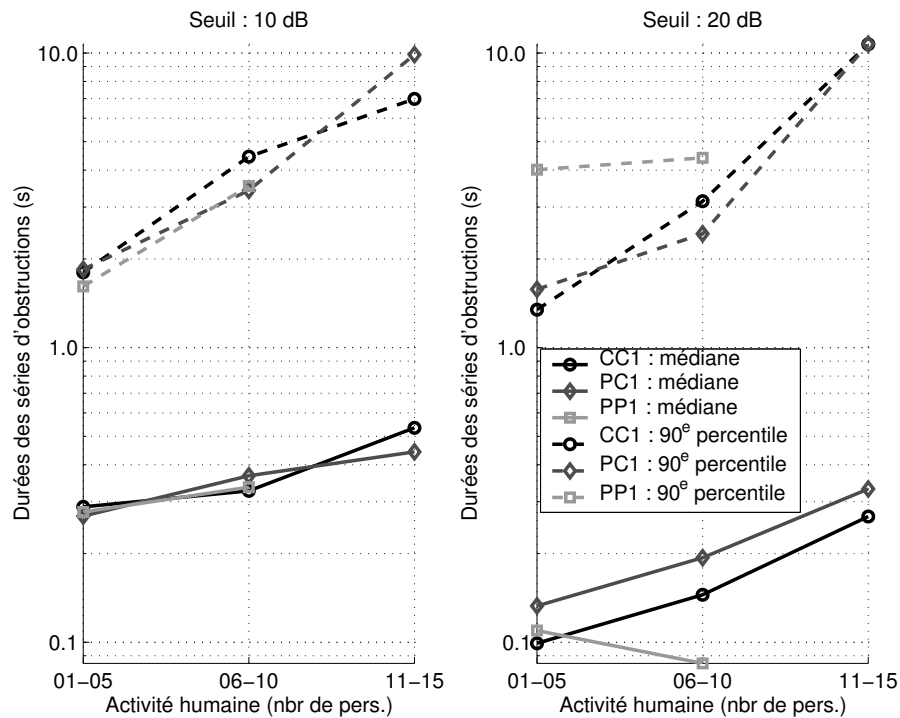 Seuil : 10 dB
Durées des séries d'obstructions (s)
10.0
1.0
0.1
01−05
06−10
11−15
Activité humaine (nbr de pers.)
Seuil : 20 dB
Durées des séries d'obstructions (s)
10.0
1.0
0.1
CC1 : médiane
PC1 : médiane
PP1 : médiane
CC1 : 90e percentile
PC1 : 90e percentile
PP1 : 90e percentile
01−05
06−10
11−15
Activité humaine (nbr de pers.)